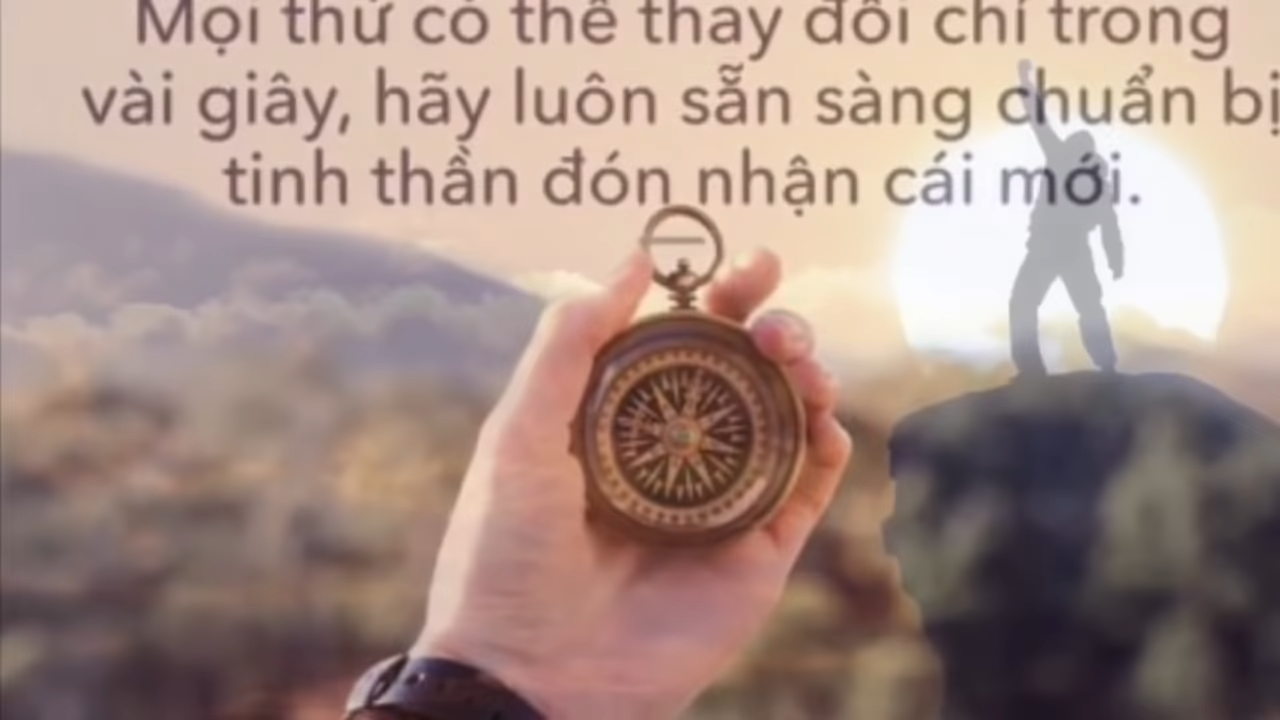 Mọi thứ có thể thay đổi chỉ trong
vài giây, hãy luôn sẵn sàng chuẩn bị
tinh thần đón nhận cái mới.